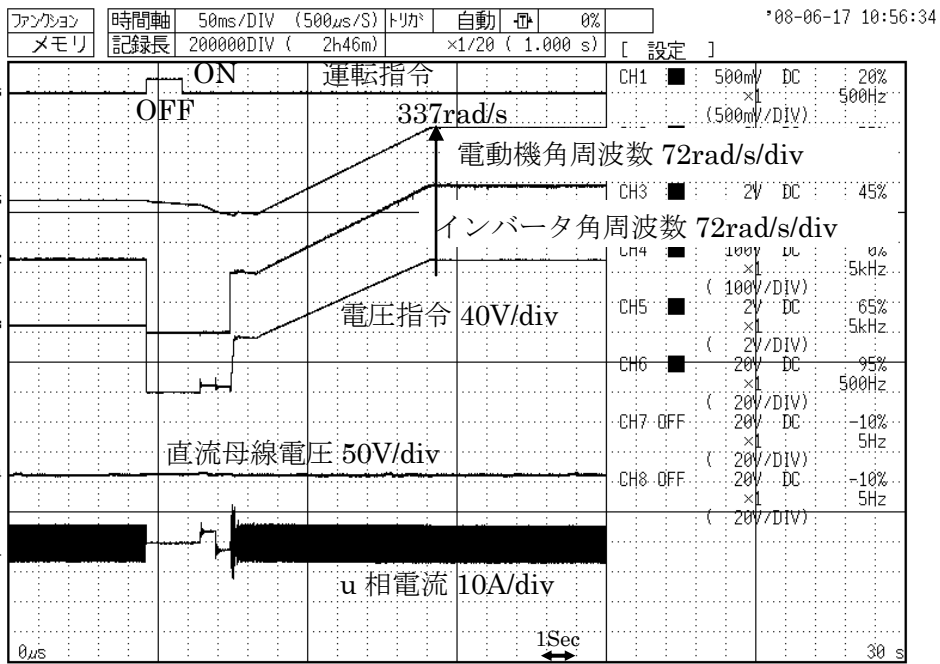 ファンクション 時間軸 50ms/DIV (500µs/S) トリガ 自動 0% '08-06-17 10:56:34
メモリ 記録長 200000DIV ( 2h46m) ×1/20 ( 1.000 s) [ 設定 ]
ON 運転指令
OFF
337rad/s
電動機角周波数 72rad/s/div
インバータ角周波数 72rad/s/div
電圧指令 40V/div
直流母線電圧 50V/div
u 相電流 10A/div
1Sec
0µs
30 s
CH1 500mV DC 20%
×1 500Hz
(500mV/DIV)
CH3 2V DC 45%
CH4 100V DC 0%
×1 5kHz
( 100V/DIV)
CH5 2V DC 65%
×1 5kHz
( 2V/DIV)
CH6 20V DC 95%
×1 500Hz
( 20V/DIV)
CH7 OFF 20V DC -10%
×1 5Hz
( 20V/DIV)
CH8 OFF 20V DC -10%
×1 5Hz
( 20V/DIV)